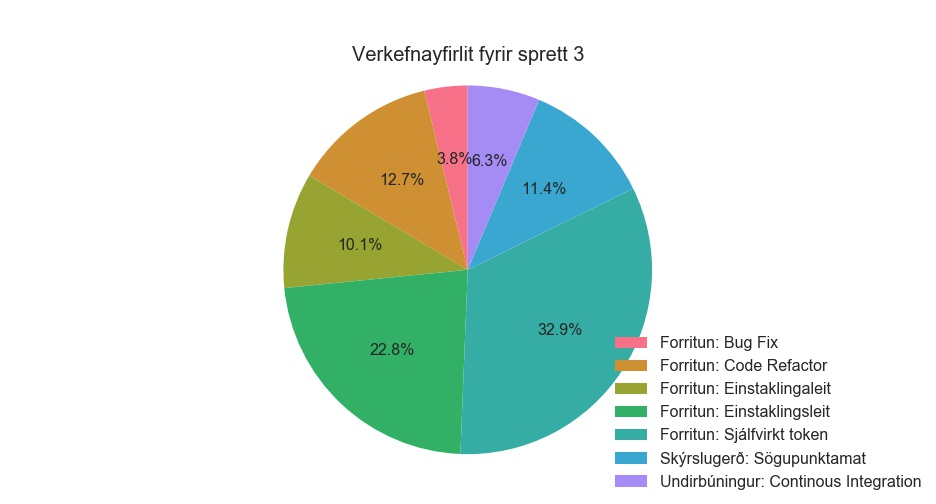 Verkefnayfirlit fyrir sprett 3
3.8%
6.3%
12.7%
11.4%
10.1%
32.9%
22.8%
Forritun: Bug Fix
Forritun: Code Refactor
Forritun: Einstaklingaleit
Forritun: Einstaklingsleit
Forritun: Sjálfvirkt token
Skýrslugerð: Sögupunktamat
Undirbúningur: Continous Integration